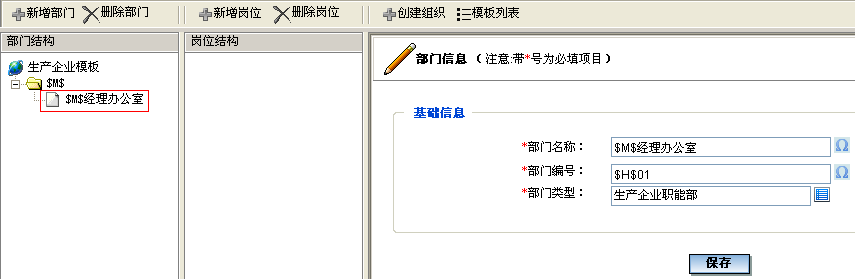 新增部门 删除部门 新增岗位 删除岗位 创建组织 模板列表
部门结构 岗位结构
部门信息（注意:带*号为必填项目）
生产企业模板
$M$
$M$经理办公室
基础信息
*部门名称： $M$经理办公室
*部门编号： $H$01
*部门类型： 生产企业职能部
保存